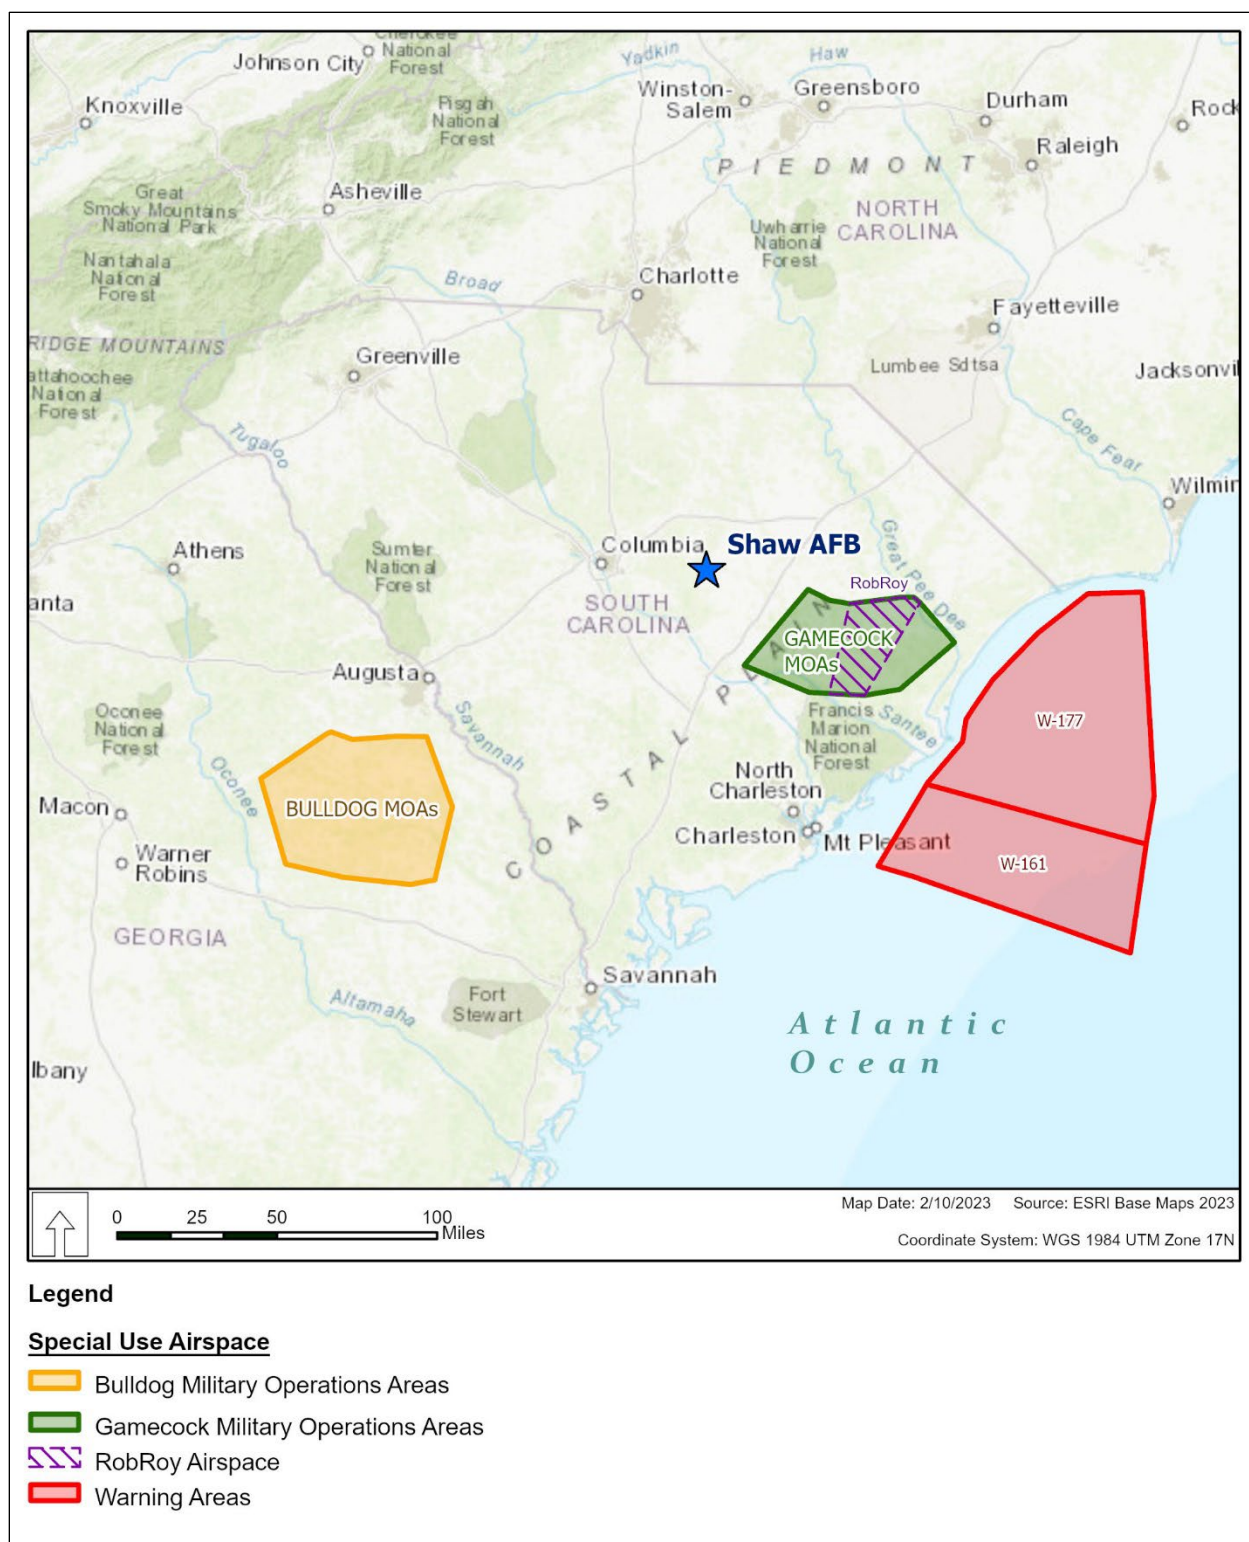 Cherokee
National
Forest
Johnson City
Yadkin
Haw
Knoxville
Winston-
Salem
Greensboro
Durham
Rock
Pisgah
National
Forest
Raleigh
PIEDMONT
Great
Smoky Mountains
National Park
Asheville
NORTH
CAROLINA
Uwharrie
National
Forest
Nantahala
National
Forest
Broad
Charlotte
Fayetteville
RIDGE MOUNTAINS
Greenville
Lumbee Sdtsa
Jacksonvil
attahoochee
National
Forest
Tugaloo
Cape Fear
Wilmin
Athens
Sumter
National
Forest
Columbia
Shaw AFB
Great Pee Dee
RobRoy
anta
SOUTH
CAROLINA
GAMECOCK
MOAs
Augusta
COASTAL PLAIN
Oconee
National
Forest
Savannah
Francis
Marion
National
Forest
Santee
W-177
Oconee
North
Charleston
Macon
BULLDOG MOAs
Charleston
Mt Pleasant
Warner
Robins
W-161
GEORGIA
Savannah
Altamaha
Fort
Stewart
Atlantic
Ocean
lbany
0 25 50 100
Miles
Map Date: 2/10/2023 Source: ESRI Base Maps 2023
Coordinate System: WGS 1984 UTM Zone 17N
Legend
Special Use Airspace
Bulldog Military Operations Areas
Gamecock Military Operations Areas
RobRoy Airspace
Warning Areas